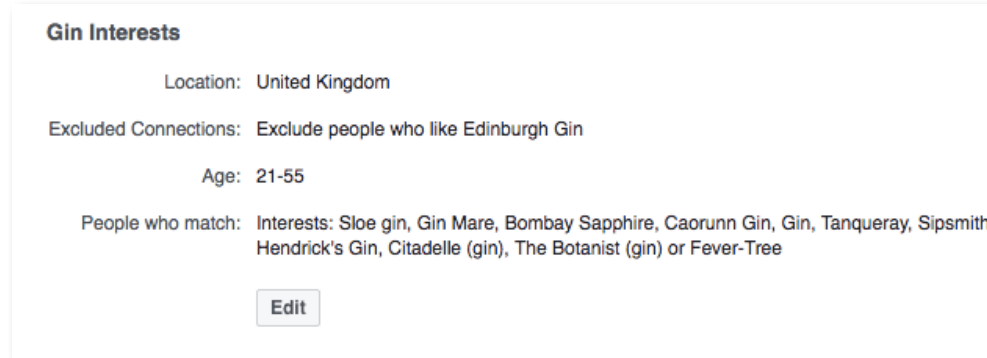 Gin Interests
Location: United Kingdom
Excluded Connections: Exclude people who like Edinburgh Gin
Age: 21-55
People who match: Interests: Sloe gin, Gin Mare, Bombay Sapphire, Caorunn Gin, Gin, Tanqueray, Sipsmith
Hendrick's Gin, Citadelle (gin), The Botanist (gin) or Fever-Tree
Edit